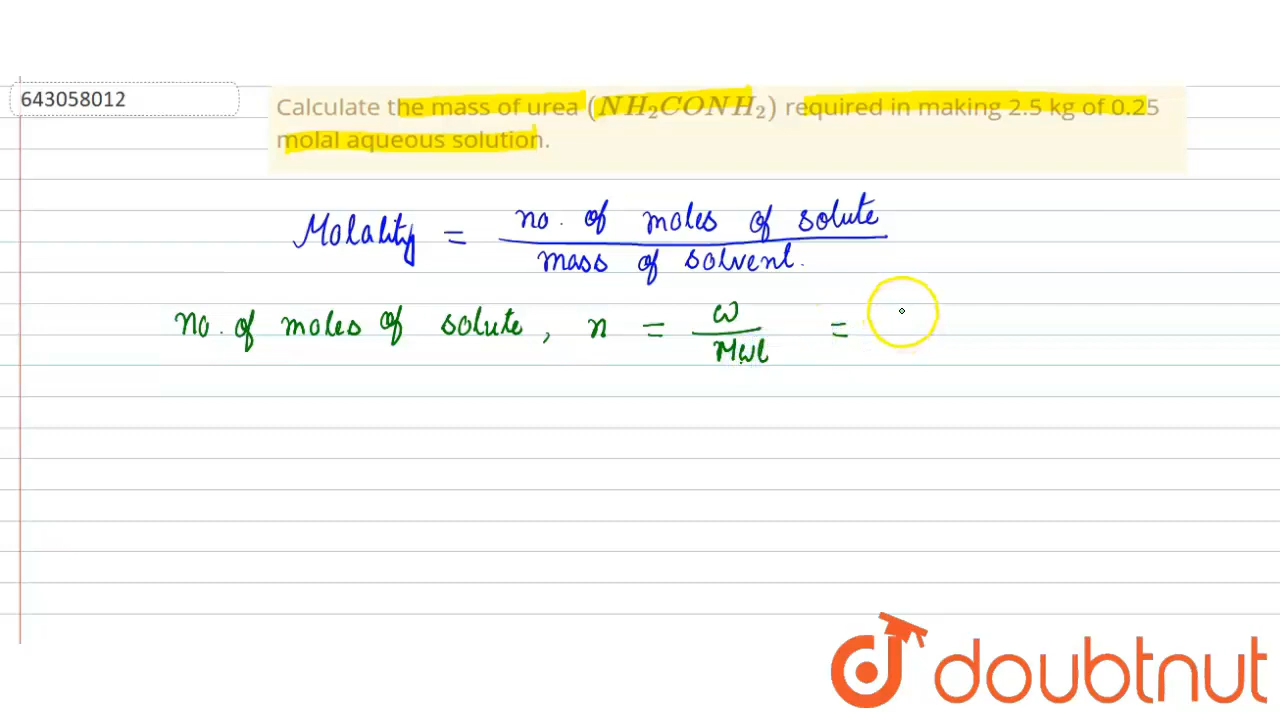 643058012
Calculate the mass of urea (NH₂CONH₂) required in making 2.5 kg of 0.25
molal aqueous solution.
Molality = no. of moles of solute
mass of solvent.
no. of moles of solute, n = w =
Mwt
doubtnut